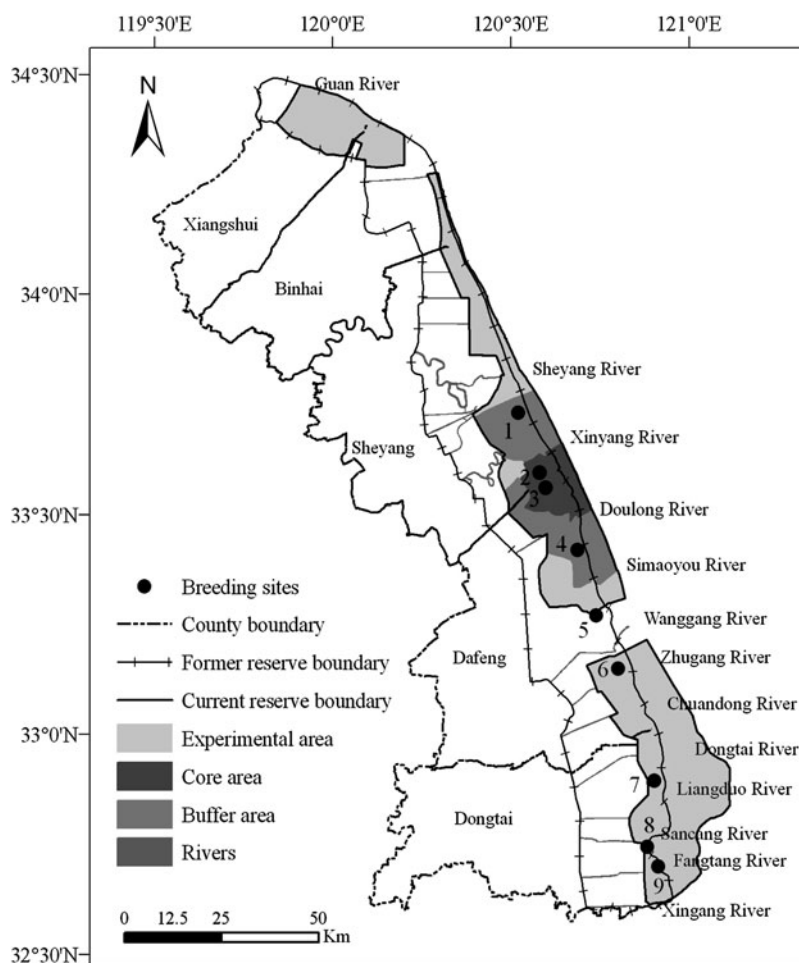 119°30'E 120°0'E 120°30'E 121°0'E
34°30'N
34°0'N
33°30'N
33°0'N
32°30'N
N
Guan River
Xiangshui
Binhai
Sheyang River
1
Xinyang River
Sheyang
2
3
Doulong River
4
Simaoyou River
5
Wanggang River
Dafeng
6
Zhugang River
Chuandong River
Dongtai River
7
Liangduo River
Dongtai
8
Sancang River
Fangtang River
9
Xingang River
Breeding sites
County boundary
Former reserve boundary
Current reserve boundary
Experimental area
Core area
Buffer area
Rivers
0 12.5 25 50
Km